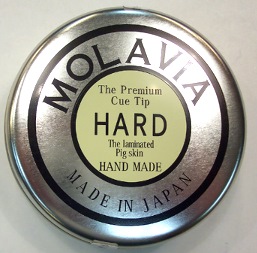 MOLAVIA
The Premium
Cue Tip
HARD
The laminated
Pig skin
HAND MADE
MADE IN JAPAN